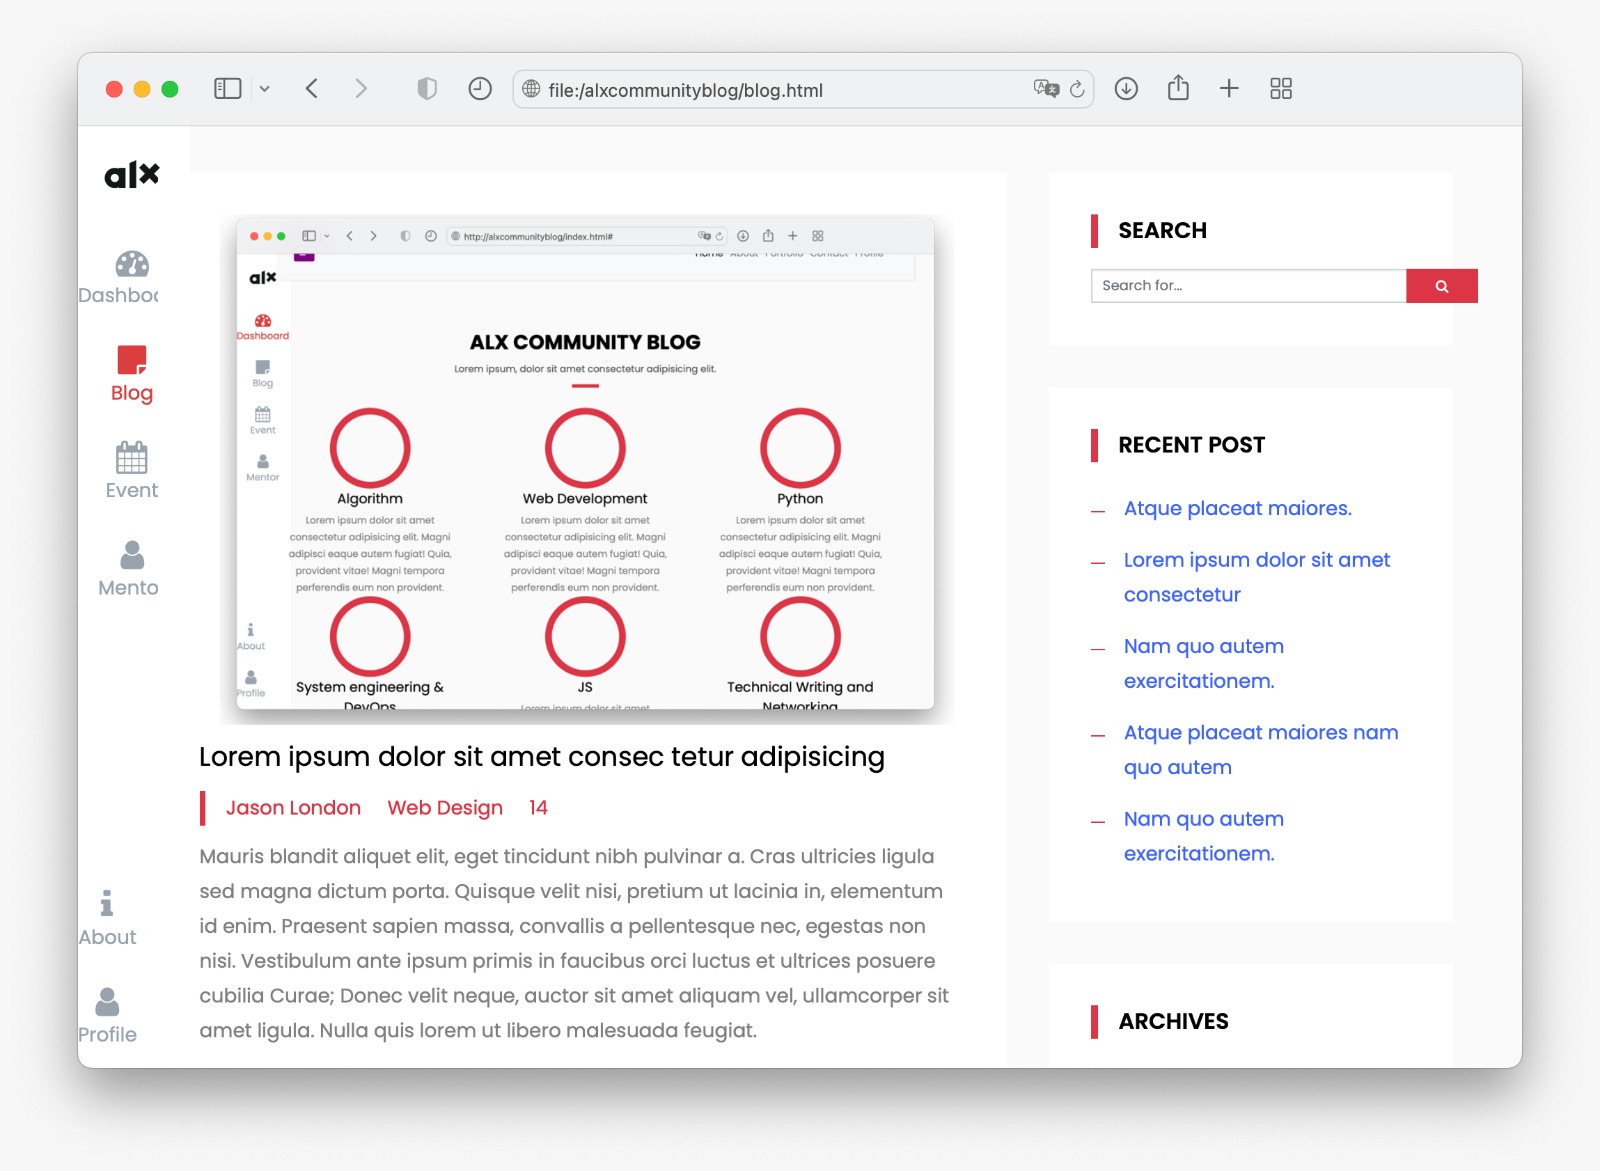 file:/alxcommunityblog/blog.html
alx
Blog
Event
About
Profile
http://alxcommunityblog/index.html#
Home About Portfolio Contact Profile
alx
Dashboard
Blog
Event
Mentor
About
Profile
ALX COMMUNITY BLOG
Lorem ipsum, dolor sit amet consectetur adipisicing elit.
Algorithm
Lorem ipsum dolor sit amet
consectetur adipisicing elit. Magni
adipisci eaque autem fugiat! Quia,
provident vitae! Magni tempora
perferendis eum non provident.
Web Development
Lorem ipsum dolor sit amet
consectetur adipisicing elit. Magni
adipisci eaque autem fugiat! Quia,
provident vitae! Magni tempora
perferendis eum non provident.
Python
Lorem ipsum dolor sit amet
consectetur adipisicing elit. Magni
adipisci eaque autem fugiat! Quia,
provident vitae! Magni tempora
perferendis eum non provident.
System engineering &
DevOps
JS
Lorem ipsum dolor sit amet
Technical Writing and
Networking
Lorem ipsum dolor sit amet consec tetur adipisicing
Jason London Web Design 14
Mauris blandit aliquet elit, eget tincidunt nibh pulvinar a. Cras ultricies ligula
sed magna dictum porta. Quisque velit nisi, pretium ut lacinia in, elementum
id enim. Praesent sapien massa, convallis a pellentesque nec, egestas non
nisi. Vestibulum ante ipsum primis in faucibus orci luctus et ultrices posuere
cubilia Curae; Donec velit neque, auctor sit amet aliquam vel, ullamcorper sit
amet ligula. Nulla quis lorem ut libero malesuada feugiat.
SEARCH
Search for...
RECENT POST
Atque placeat maiores.
Lorem ipsum dolor sit amet
consectetur
Nam quo autem
exercitationem.
Atque placeat maiores nam
quo autem
Nam quo autem
exercitationem.
ARCHIVES